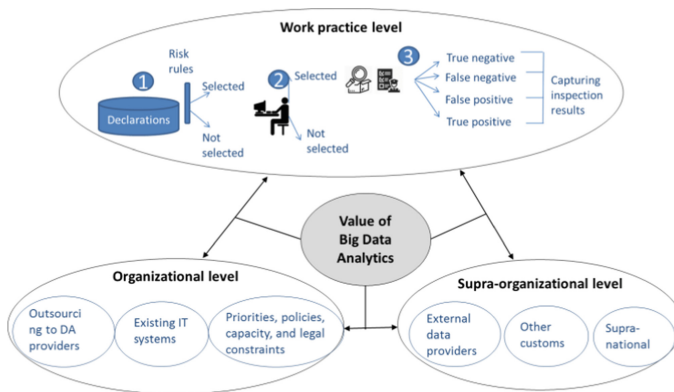 Work practice level
1
Risk
rules
Selected
Declarations
Not
selected
2
Selected
Not
selected
3
True negative
False negative
False positive
True positive
Capturing
inspection
results
Value of
Big Data
Analytics
Organizational level
Outsourci
ng to DA
providers
Existing IT
systems
Priorities, policies,
capacity, and legal
constraints
Supra-organizational level
External
data
providers
Other
customs
Supra-
national